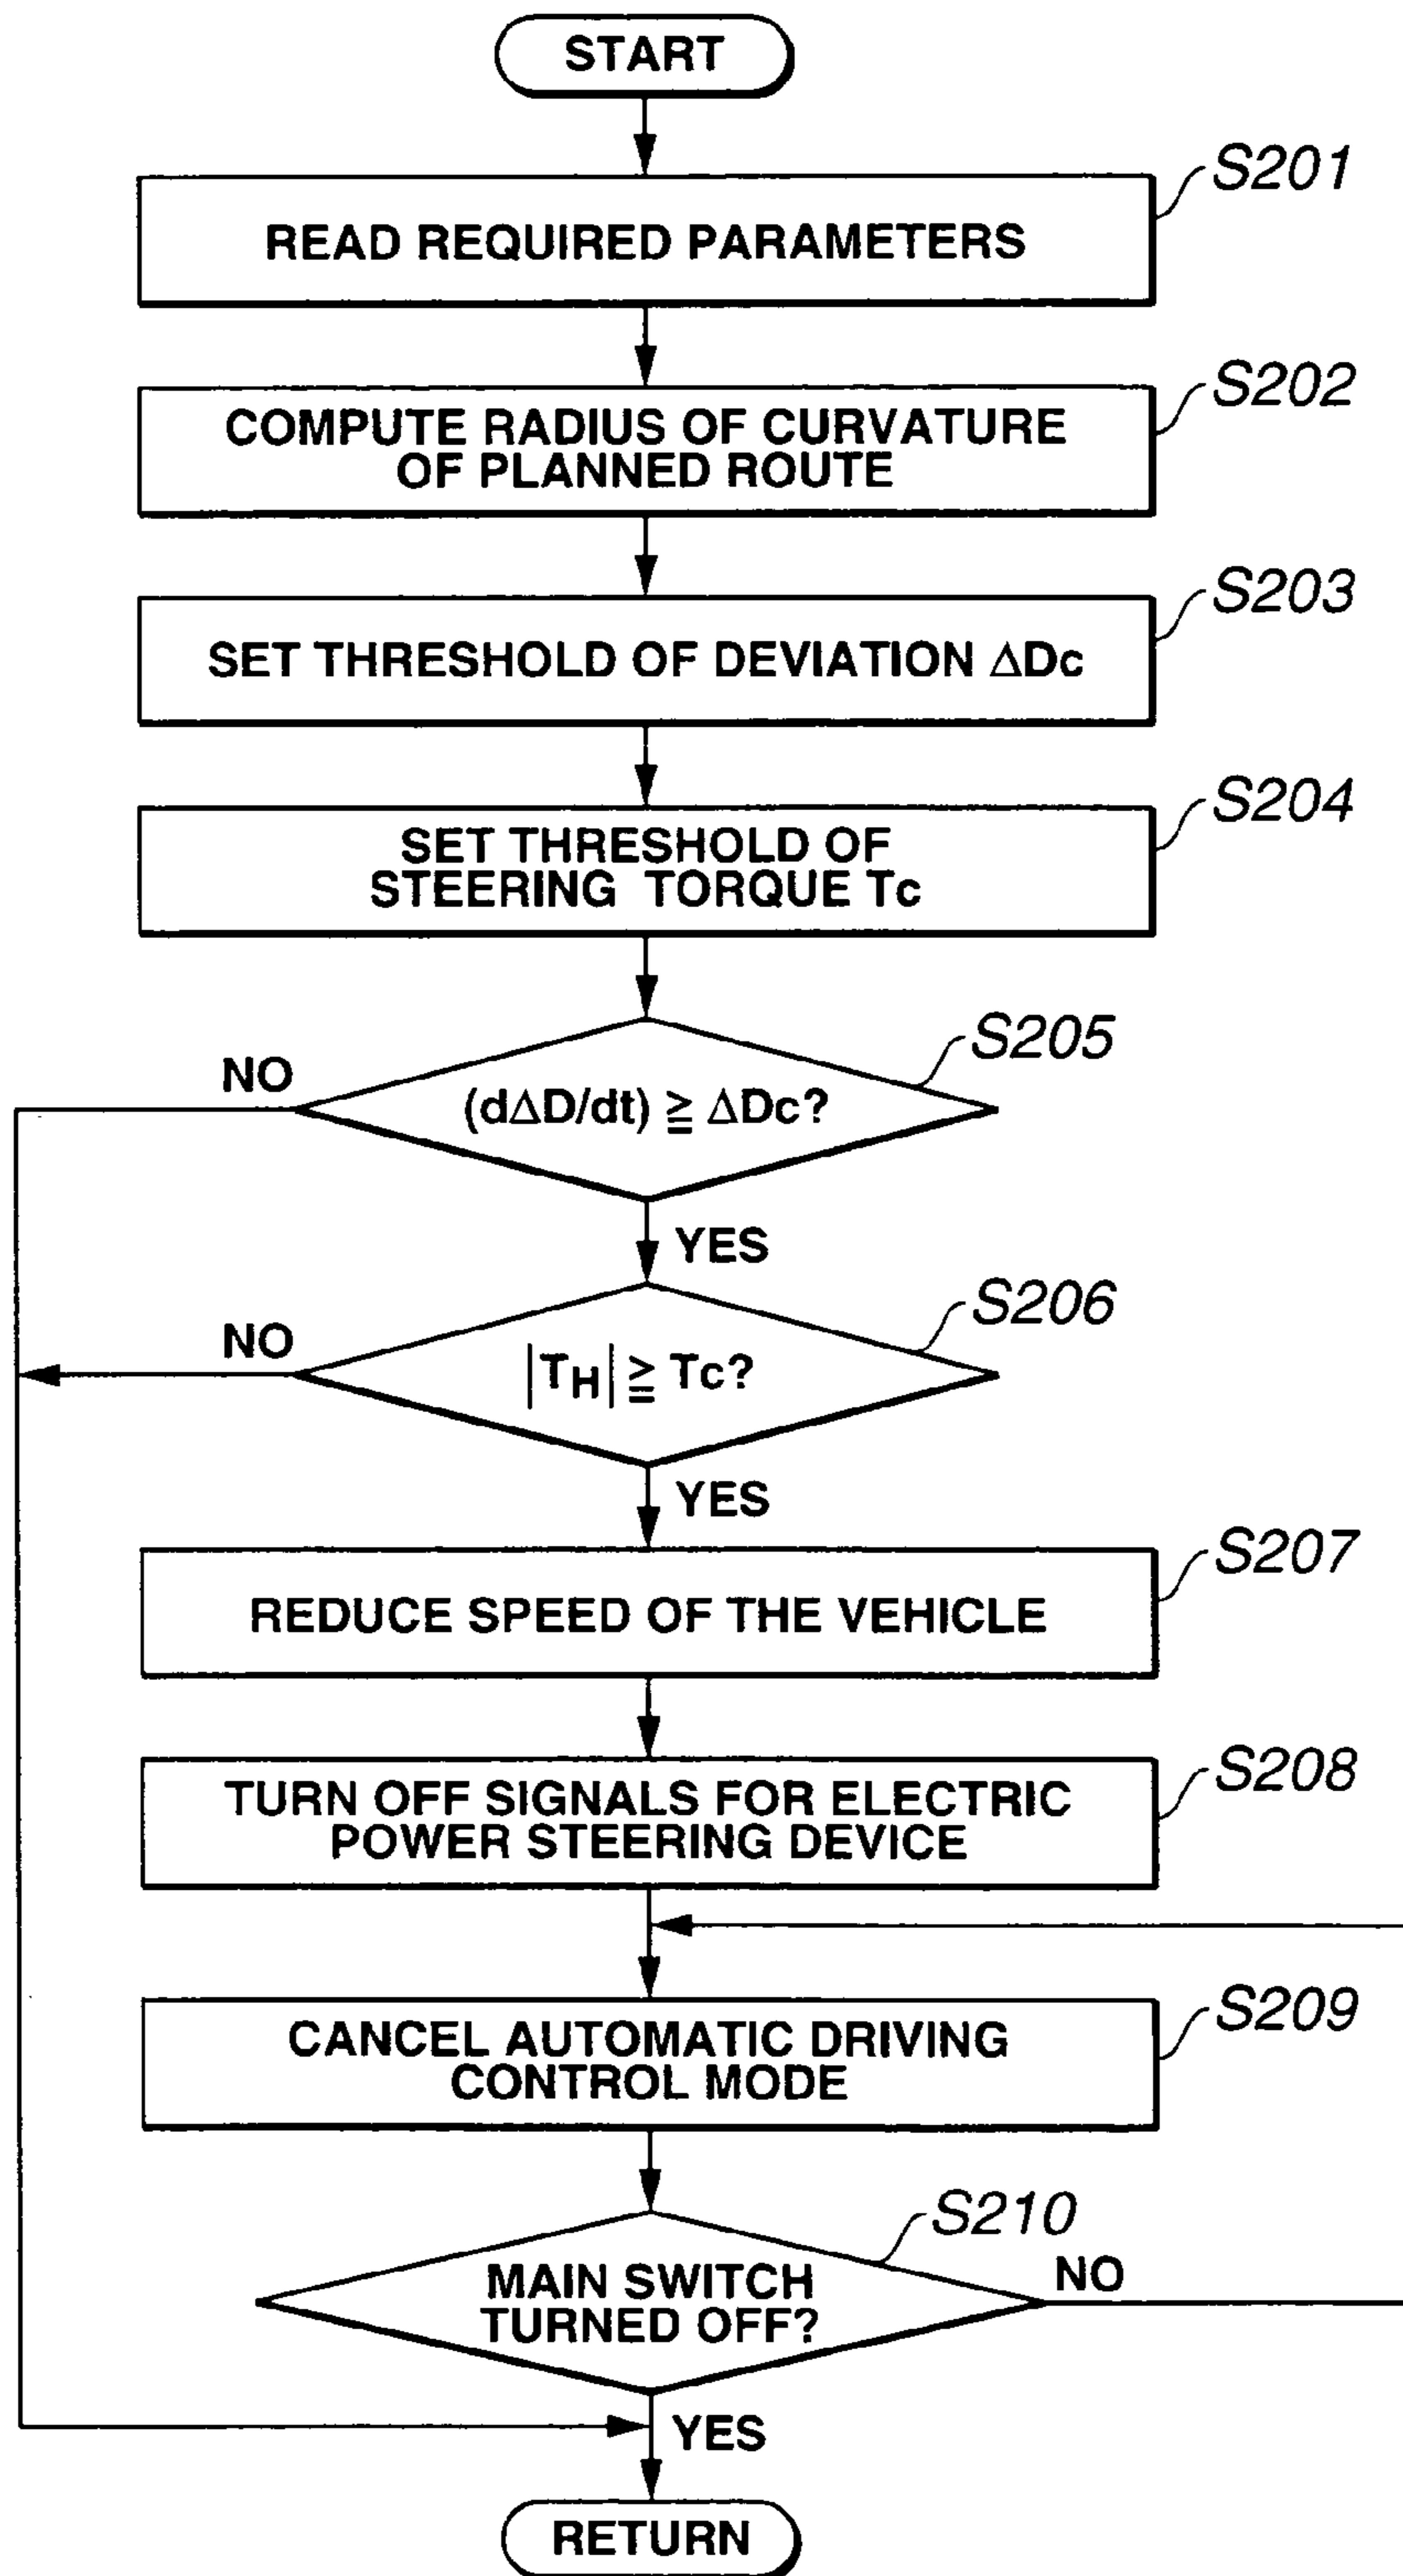 START
S201
READ REQUIRED PARAMETERS
S202
COMPUTE RADIUS OF CURVATURE
OF PLANNED ROUTE
S203
SET THRESHOLD OF DEVIATION ΔDc
S204
SET THRESHOLD OF
STEERING TORQUE Tc
S205
NO
(dΔD/dt) ≧ ΔDc?
YES
S206
NO
|TH| ≧ Tc?
YES
S207
REDUCE SPEED OF THE VEHICLE
S208
TURN OFF SIGNALS FOR ELECTRIC
POWER STEERING DEVICE
S209
CANCEL AUTOMATIC DRIVING
CONTROL MODE
S210
MAIN SWITCH
TURNED OFF?
NO
YES
RETURN